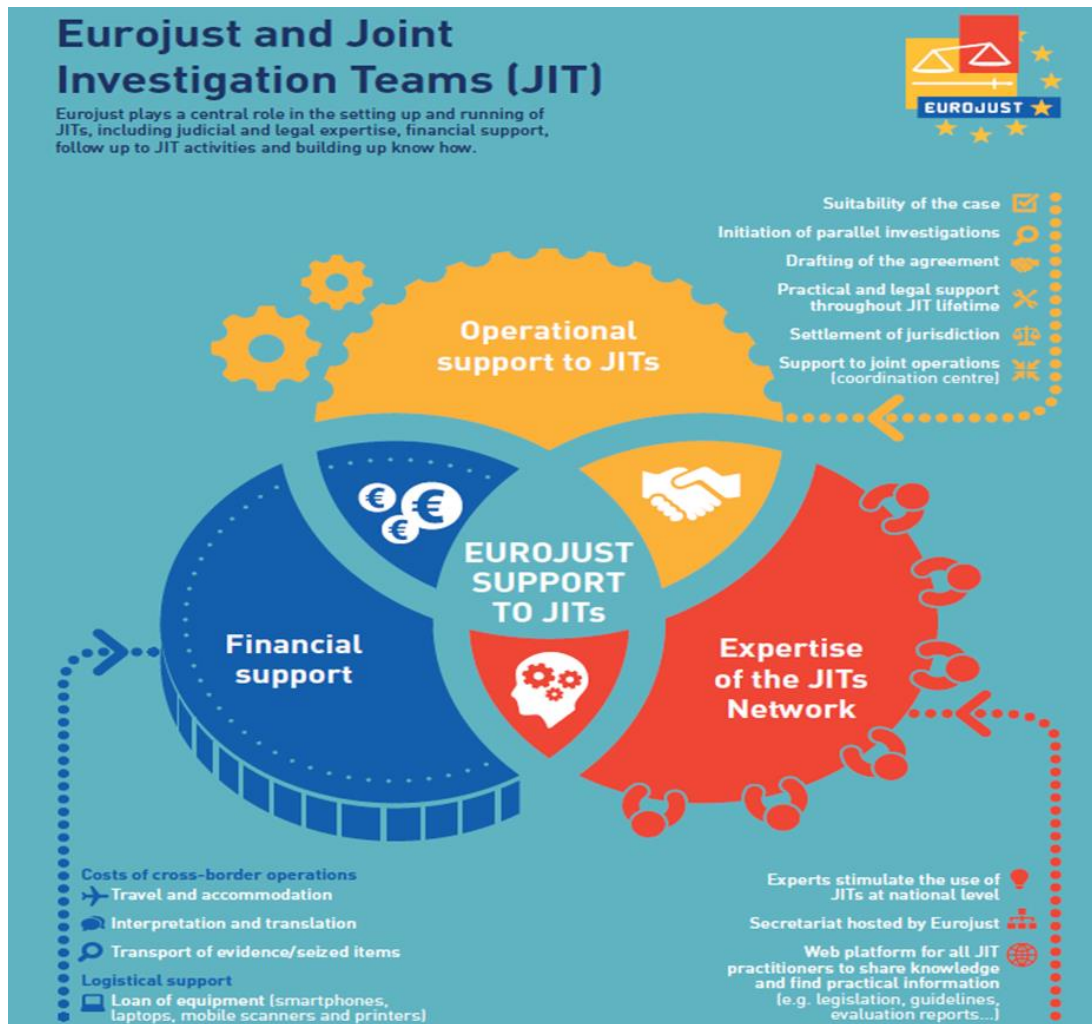 Eurojust and Joint
Investigation Teams (JIT)
Eurojust plays a central role in the setting up and running of
JITs, including judicial and legal expertise, financial support,
follow up to JIT activities and building up know how.
EUROJUST
Suitability of the case
Initiation of parallel investigations
Drafting of the agreement
Practical and legal support
throughout JIT lifetime
Settlement of jurisdiction
Support to joint operations
(coordination centre)
Operational
support to JITs
€
€
€
EUROJUST
SUPPORT
TO JITs
Financial
support
Expertise
of the JITs
Network
Costs of cross-border operations
Travel and accommodation
Interpretation and translation
Transport of evidence/seized items
Logistical support
Loan of equipment (smartphones,
laptops, mobile scanners and printers)
Experts stimulate the use of
JITs at national level
Secretariat hosted by Eurojust
Web platform for all JIT
practitioners to share knowledge
and find practical information
(e.g. legislation, guidelines,
evaluation reports...)